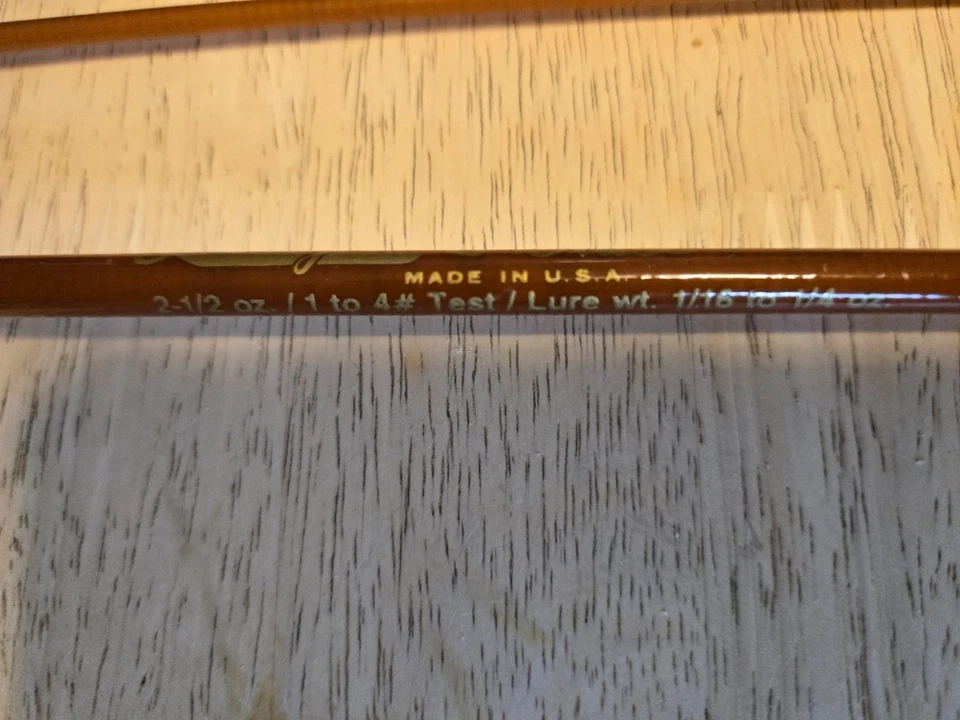 MADE IN U.S.A.
2-1/2 oz. / 1 to 4# Test / Lure wt. 1/16 to 1/4 oz.